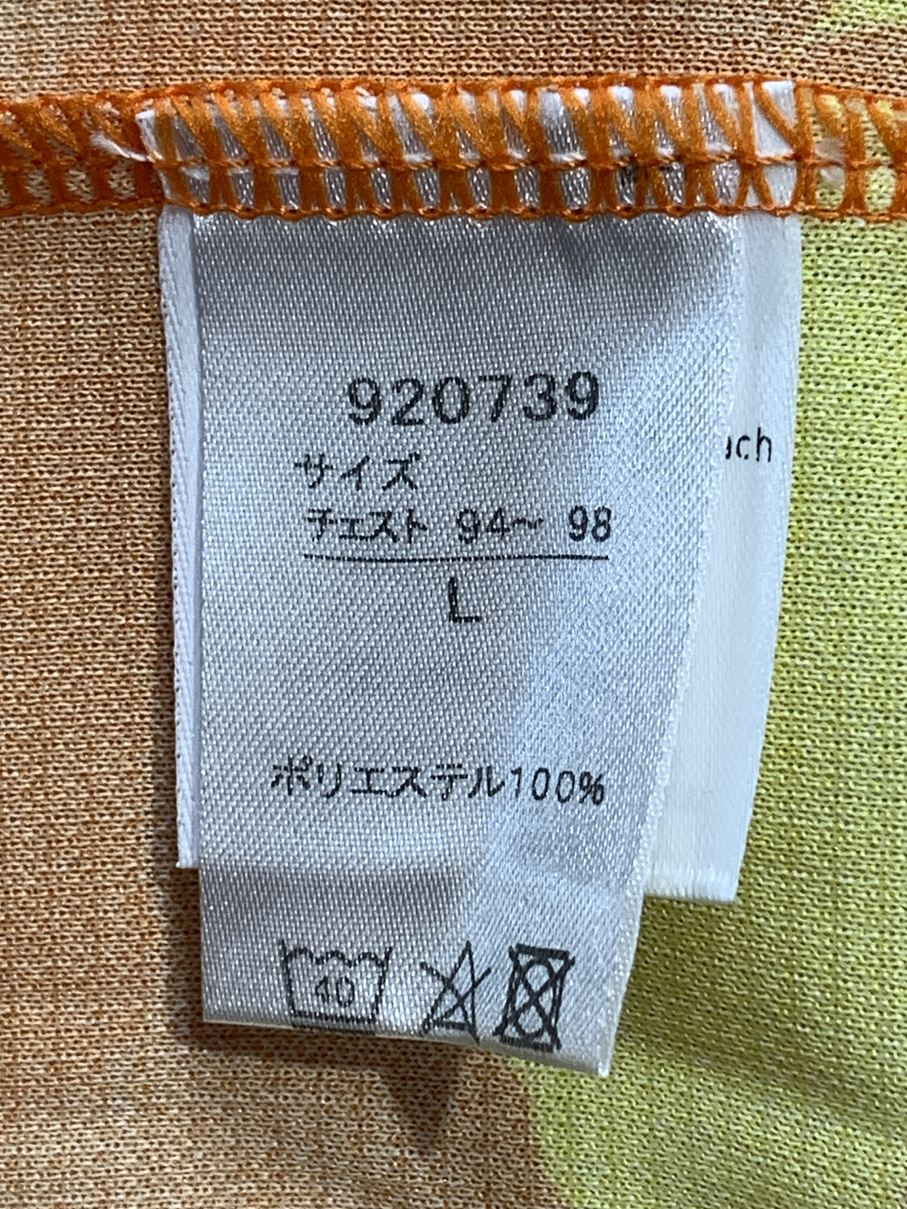 920739
サイズ
チェスト 94～ 98
L
ポリエステル100%
40